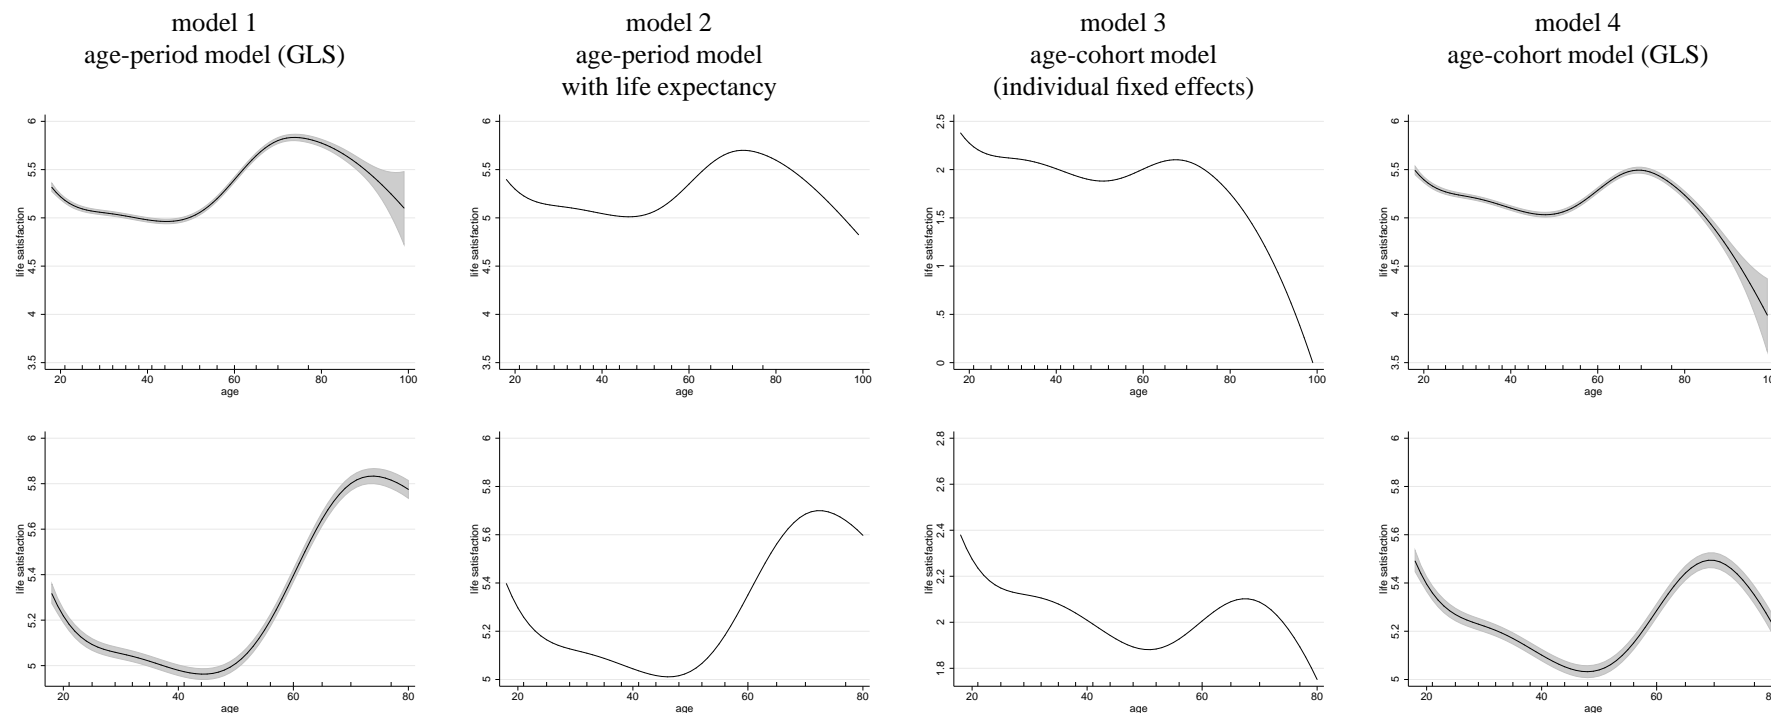 model 1
age-period model (GLS)
model 2
age-period model
with life expectancy
model 3
age-cohort model
(individual fixed effects)
model 4
age-cohort model (GLS)
life satisfaction
3.5 4 4.5 5 5.5 6
20 40 60 80 100
age
life satisfaction
3.5 4 4.5 5 5.5 6
20 40 60 80 100
age
life satisfaction
0 .5 1 1.5 2 2.5
20 40 60 80 100
age
life satisfaction
3.5 4 4.5 5 5.5 6
20 40 60 80 10
age
life satisfaction
5 5.2 5.4 5.6 5.8 6
20 40 60 80
age
life satisfaction
5 5.2 5.4 5.6 5.8 6
20 40 60 80
age
life satisfaction
1.8 2 2.2 2.4 2.6 2.8
20 40 60 80
age
life satisfaction
5 5.2 5.4 5.6 5.8 6
20 40 60 80
age